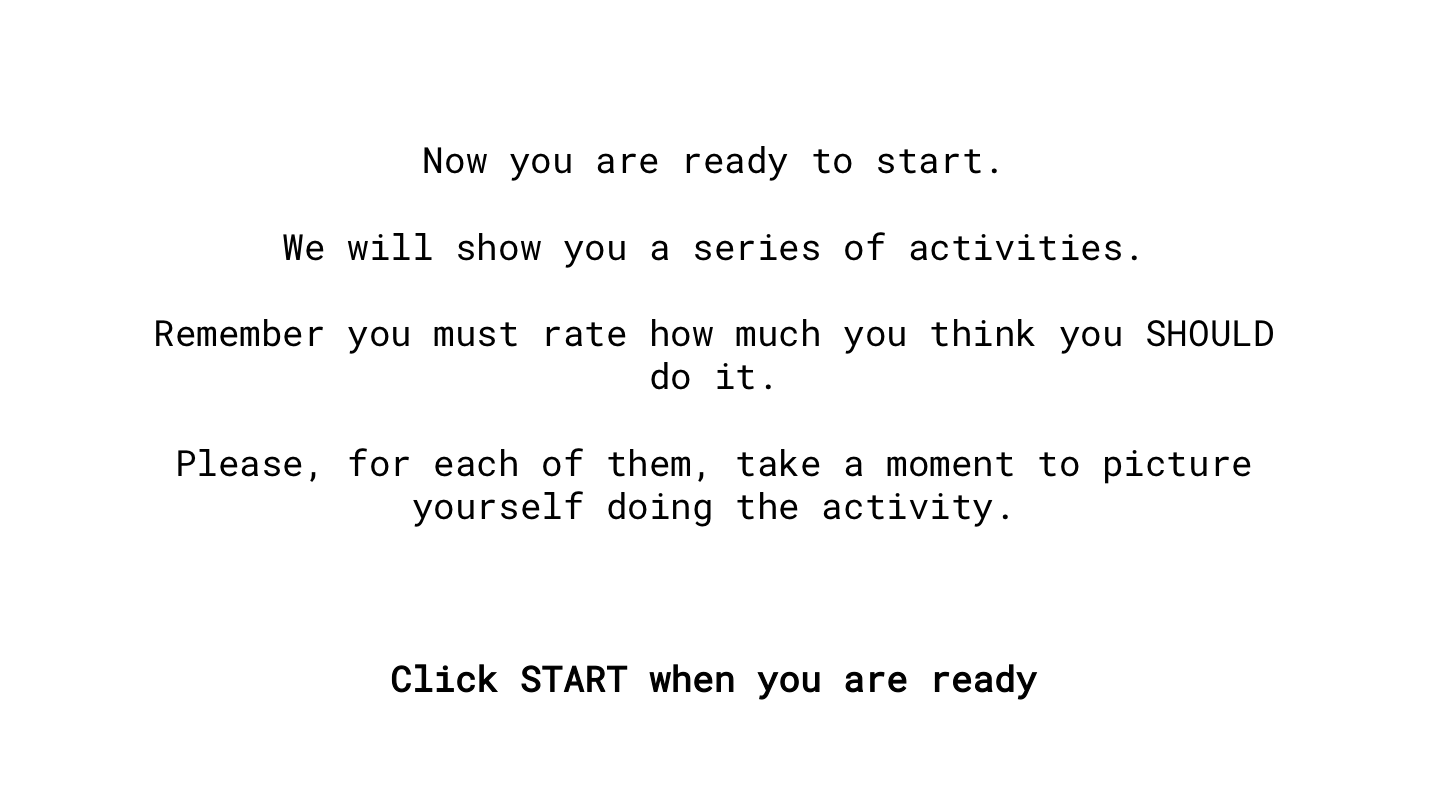 Now you are ready to start.
We will show you a series of activities.
Remember you must rate how much you think you SHOULD
do it.
Please, for each of them, take a moment to picture
yourself doing the activity.
Click START when you are ready